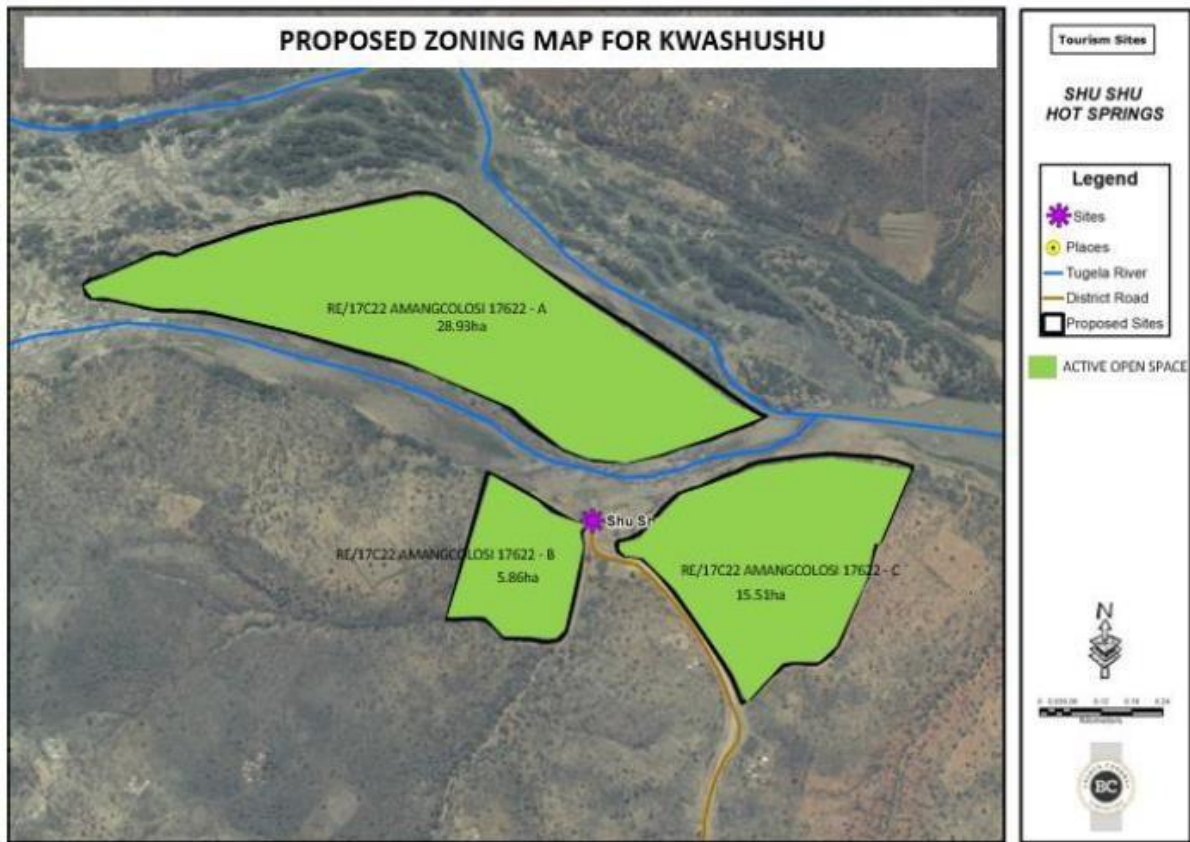 PROPOSED ZONING MAP FOR KWASHUSHU
RE/17C22 AMANGCOLOSI 17622 - A
28.93ha
Shu Sh
RE/17C22 AMANGCOLOSI 17622 - B
5.86ha
RE/17C22 AMANGCOLOSI 17622 - C
15.51ha
Tourism Sites
SHU SHU
HOT SPRINGS
Legend
Sites
Places
Tugela River
District Road
Proposed Sites
ACTIVE OPEN SPACE
N
Kilometers
BC